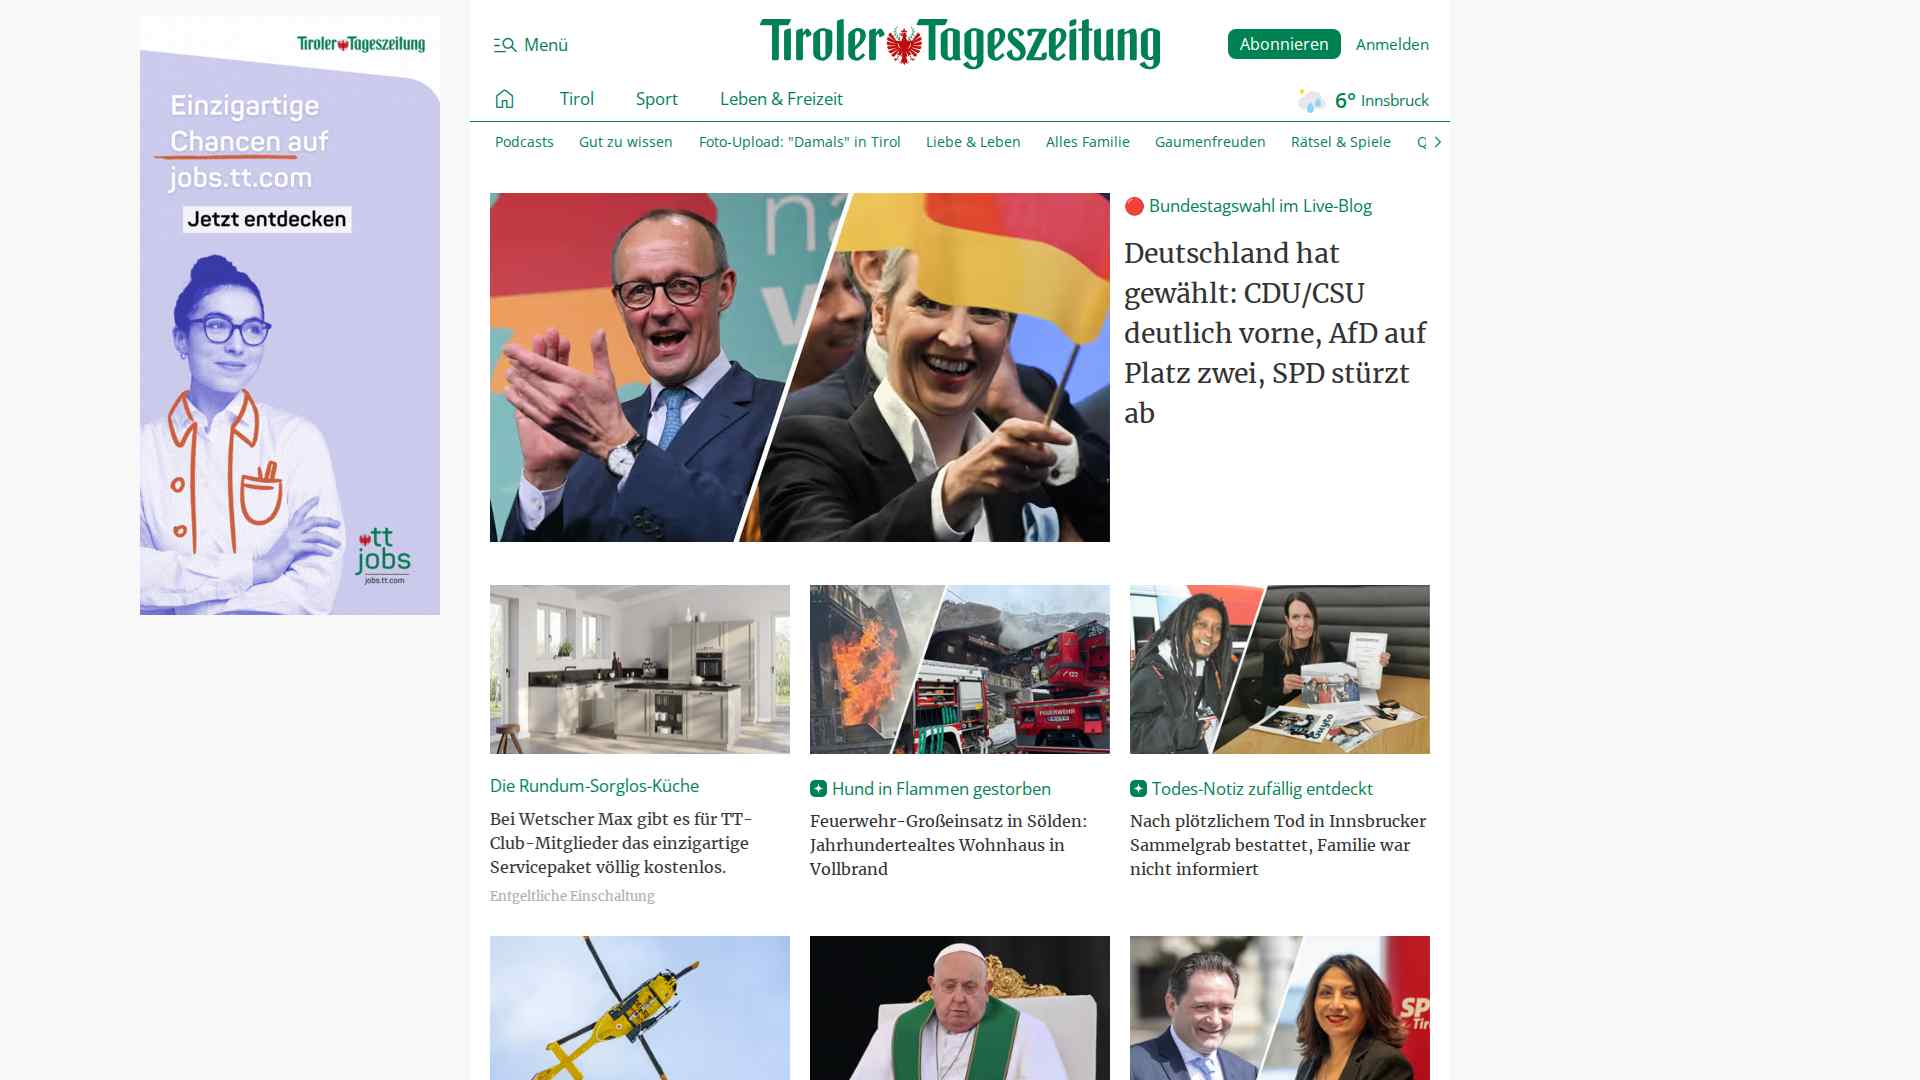 Tiroler Tageszeitung
Einzigartige
Chancen auf
jobs.tt.com
Jetzt entdecken
tt
jobs
jobs.tt.com
Menü
Tiroler Tageszeitung
Abonnieren
Anmelden
Tirol
Sport
Leben & Freizeit
6° Innsbruck
Podcasts
Gut zu wissen
Foto-Upload: "Damals" in Tirol
Liebe & Leben
Alles Familie
Gaumenfreuden
Rätsel & Spiele
Bundestagswahl im Live-Blog
Deutschland hat
gewählt: CDU/CSU
deutlich vorne, AfD auf
Platz zwei, SPD stürzt
ab
FEUERWEHR
122
Die Rundum-Sorglos-Küche
Bei Wetscher Max gibt es für TT-
Club-Mitglieder das einzigartige
Servicepaket völlig kostenlos.
Entgeltliche Einschaltung
Hund in Flammen gestorben
Feuerwehr-Großeinsatz in Sölden:
Jahrhundertealtes Wohnhaus in
Vollbrand
Todes-Notiz zufällig entdeckt
Nach plötzlichem Tod in Innsbrucker
Sammelgrab bestattet, Familie war
nicht informiert